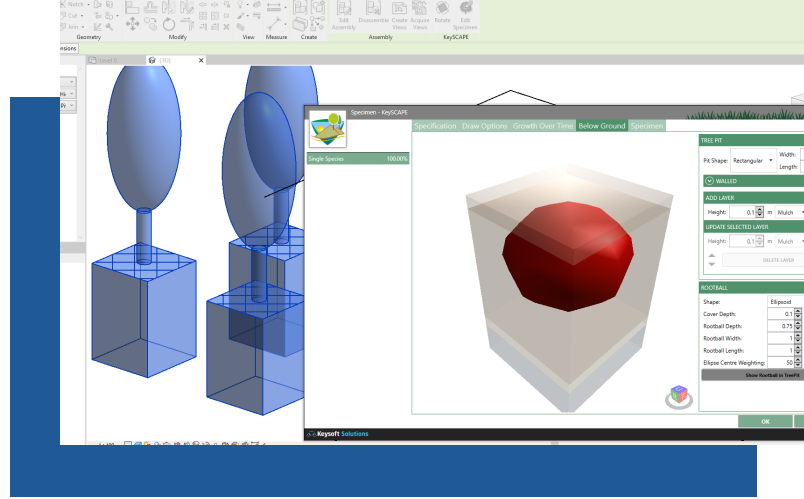 Notch
Cut
Join
Geometry
Modify
View
Measure
Create
Edit Assembly
Disassemble
Create Views
Acquire Views
Assembly
Rotate
Edit Specimen
KeySCAPE
ensions
Level 0
{3D}
X
Specimen - KeySCAPE
Specification Draw Options Growth Over Time Below Ground Specimen
Single Species 100.00%
TREE PIT
Pit Shape: Rectangular
Width:
Length:
WALLED
ADD LAYER
Height: 0.1 m Mulch
UPDATE SELECTED LAYER
Height: 0.1 m Mulch
DELETE LAYER
ROOTBALL
Shape: Ellipsoid
Cover Depth: 0.1
Rootball Depth: 0.75
Rootball Width: 1
Rootball Length: 1
Ellipse Centre Weighting: 50
Show Rootball in TreePit
OK
Keysoft Solutions